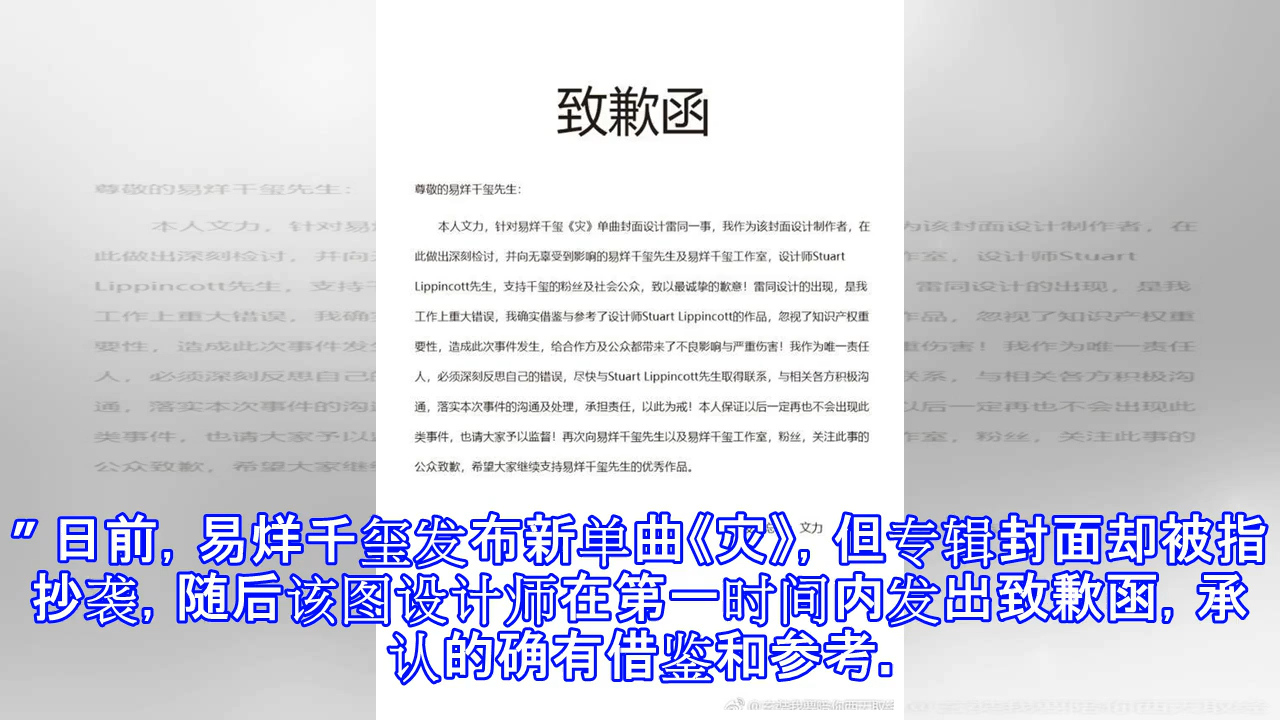 致歉函
尊敬的易烊千玺先生：
本人文力，针对易烊千玺《灾》单曲封面设计雷同一事，我作为该封面设计制作者，在
此做出深刻检讨，并向无辜受到影响的易烊千玺先生及易烊千玺工作室，设计师Stuart
Lippincott先生，支持千玺的粉丝及社会公众，致以最诚挚的歉意！雷同设计的出现，是我
工作上重大错误，我确实借鉴与参考了设计师Stuart Lippincott的作品，忽视了知识产权重
要性，造成此次事件发生，给合作方及公众都带来了不良影响与严重伤害！我作为唯一责任
人，必须深刻反思自己的错误，尽快与Stuart Lippincott先生取得联系，与相关各方积极沟
通，落实本次事件的沟通及处理，承担责任，以此为戒！本人保证以后一定再也不会出现此
类事件，也请大家予以监督！再次向易烊千玺先生以及易烊千玺工作室，粉丝，关注此事的
公众致歉，希望大家继续支持易烊千玺先生的优秀作品。
文力
" 日前, 易烊千玺发布新单曲《灾》, 但专辑封面却被指
抄袭, 随后该图设计师在第一时间内发出致歉函, 承
认的确有借鉴和参考.